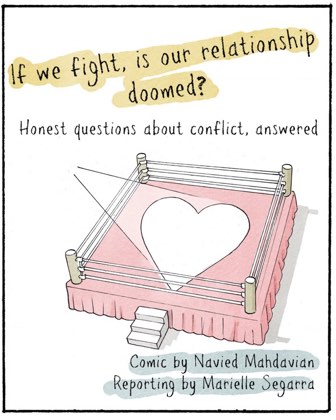 If we fight, is our relationship
doomed?
Honest questions about conflict, answered
Comic by Navied Mahdavian
Reporting by Marielle Segarra